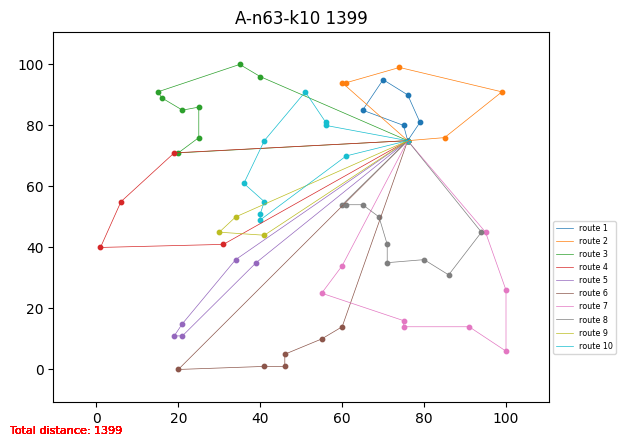 A-n63-k10 1399
100
80
60
40
20
0
0
20
40
60
80
100
route 1
route 2
route 3
route 4
route 5
route 6
route 7
route 8
route 9
route 10
Total distance: 1399